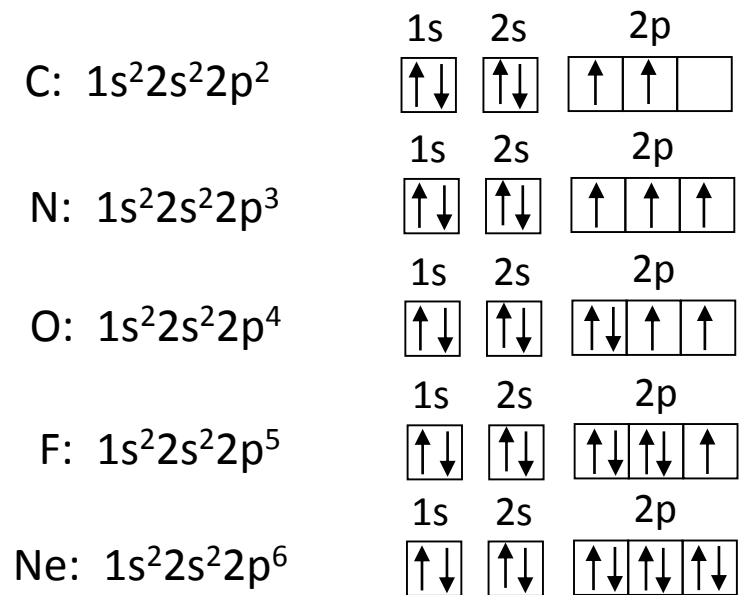 1s 2s 2p
C: 1s²2s²2p²
1s 2s 2p
N: 1s²2s²2p³
1s 2s 2p
O: 1s²2s²2p⁴
1s 2s 2p
F: 1s²2s²2p⁵
1s 2s 2p
Ne: 1s²2s²2p⁶